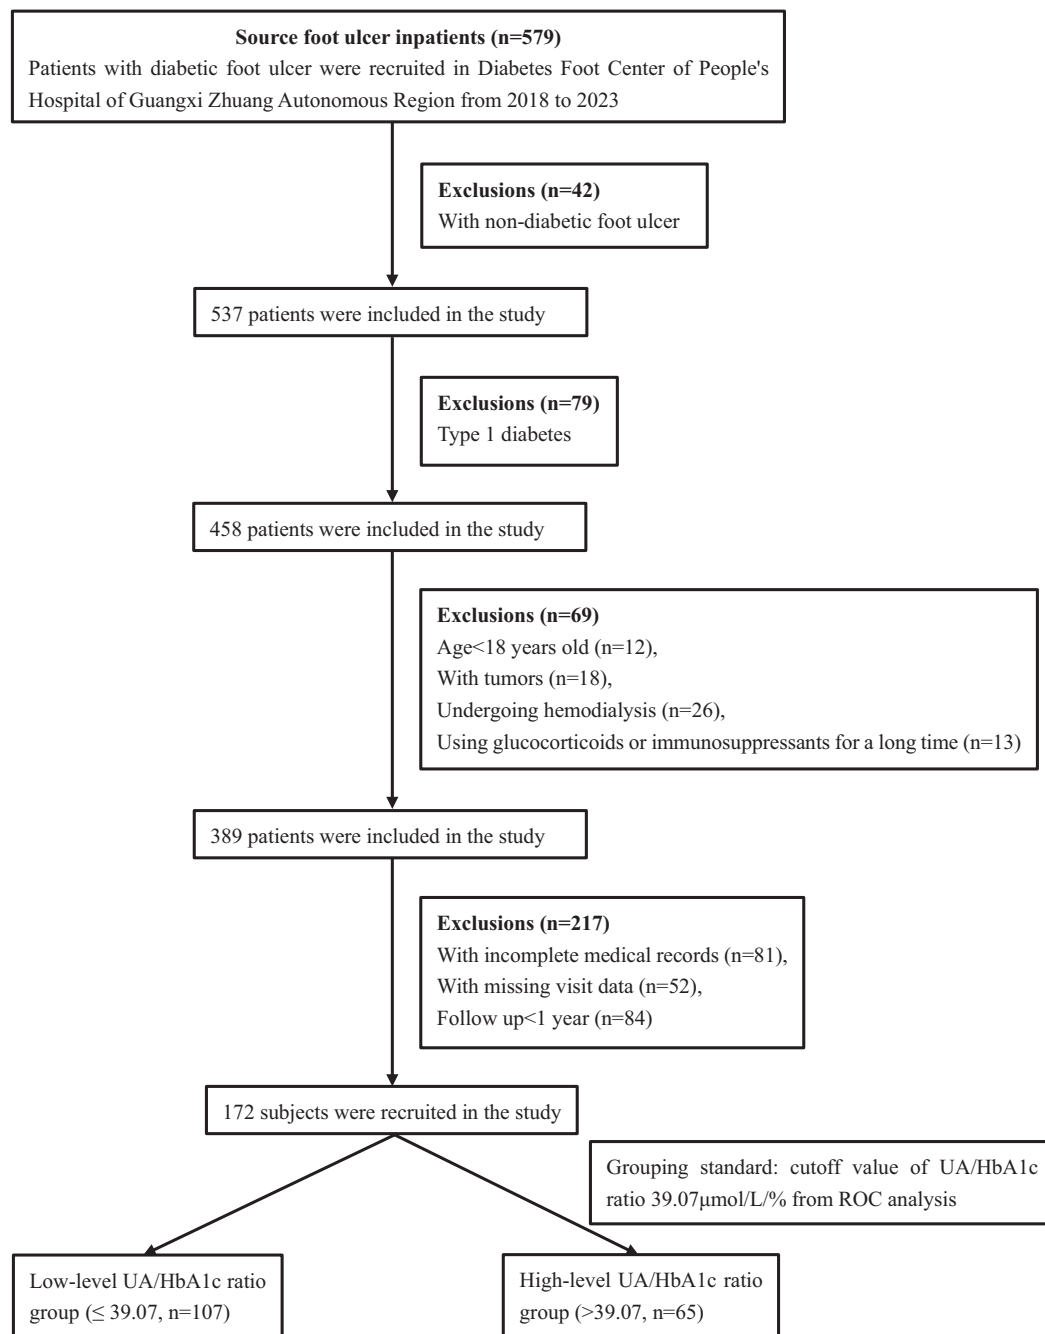 Source foot ulcer inpatients (n=579)
Patients with diabetic foot ulcer were recruited in Diabetes Foot Center of People's
Hospital of Guangxi Zhuang Autonomous Region from 2018 to 2023
Exclusions (n=42)
With non-diabetic foot ulcer
537 patients were included in the study
Exclusions (n=79)
Type 1 diabetes
458 patients were included in the study
Exclusions (n=69)
Age<18 years old (n=12),
With tumors (n=18),
Undergoing hemodialysis (n=26),
Using glucocorticoids or immunosuppressants for a long time (n=13)
389 patients were included in the study
Exclusions (n=217)
With incomplete medical records (n=81),
With missing visit data (n=52),
Follow up<1 year (n=84)
172 subjects were recruited in the study
Grouping standard: cutoff value of UA/HbA1c
ratio 39.07μmol/L/% from ROC analysis
Low-level UA/HbA1c ratio
group (≤ 39.07, n=107)
High-level UA/HbA1c ratio
group (>39.07, n=65)